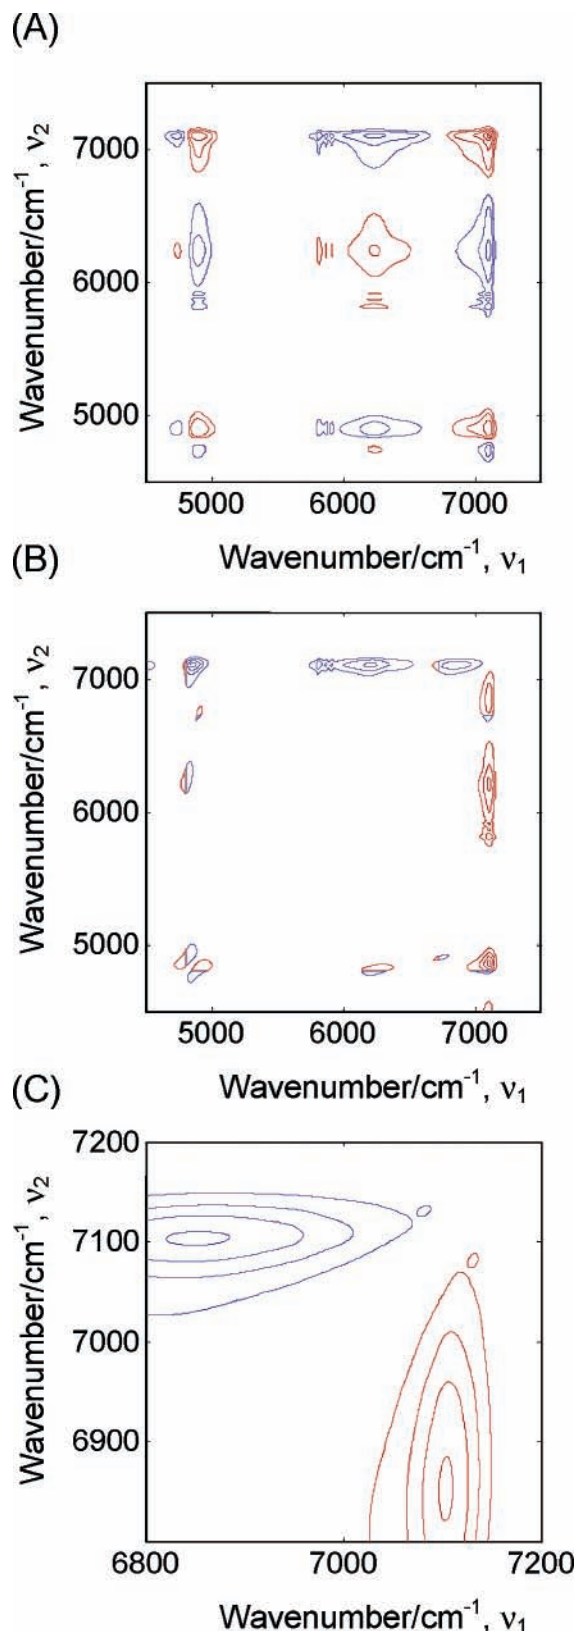 (A)
Wavenumber/cm⁻¹, ν₂
7000
6000
5000
5000 6000 7000
Wavenumber/cm⁻¹, ν₁
(B)
Wavenumber/cm⁻¹, ν₂
7000
6000
5000
5000 6000 7000
Wavenumber/cm⁻¹, ν₁
(C)
Wavenumber/cm⁻¹, ν₂
7200
7100
7000
6900
6800 7000 7200
Wavenumber/cm⁻¹, ν₁